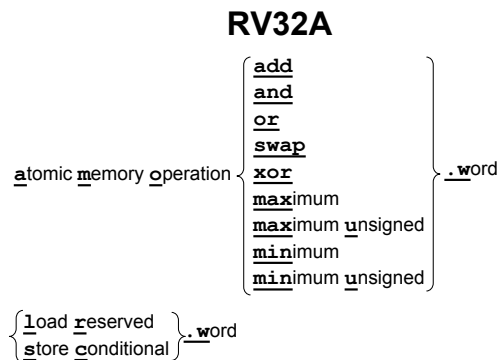 RV32A
add
and
or
swap
xor
atomic memory operation
maximum
maximum unsigned
minimum
minimum unsigned
.word
load reserved
store conditional
.word